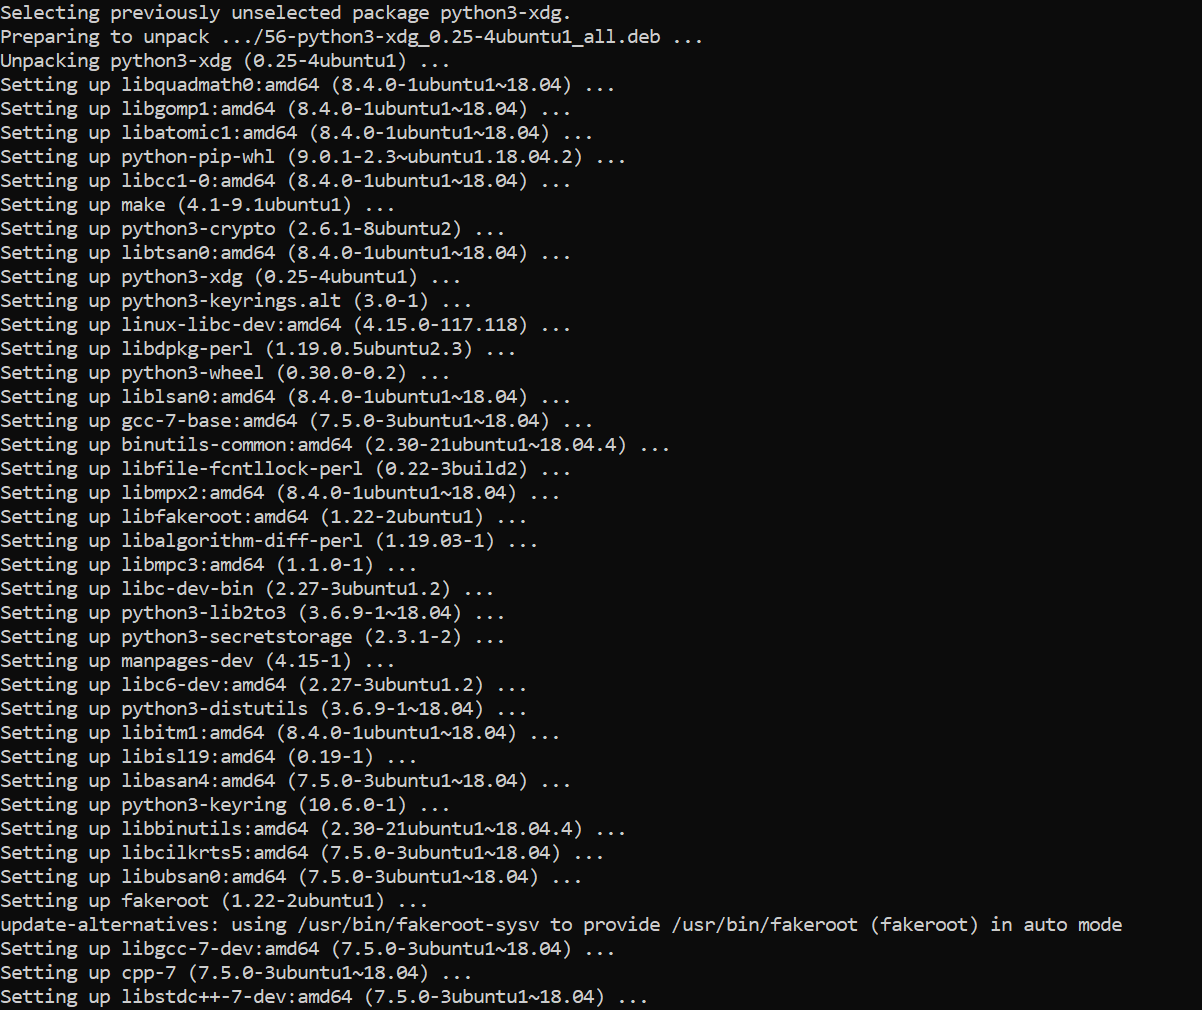 Selecting previously unselected package python3-xdg.
Preparing to unpack .../56-python3-xdg_0.25-4ubuntu1_all.deb ...
Unpacking python3-xdg (0.25-4ubuntu1) ...
Setting up libquadmath0:amd64 (8.4.0-1ubuntu1~18.04) ...
Setting up libgomp1:amd64 (8.4.0-1ubuntu1~18.04) ...
Setting up libatomic1:amd64 (8.4.0-1ubuntu1~18.04) ...
Setting up python-pip-whl (9.0.1-2.3~ubuntu1.18.04.2) ...
Setting up libcc1-0:amd64 (8.4.0-1ubuntu1~18.04) ...
Setting up make (4.1-9.1ubuntu1) ...
Setting up python3-crypto (2.6.1-8ubuntu2) ...
Setting up libtsan0:amd64 (8.4.0-1ubuntu1~18.04) ...
Setting up python3-xdg (0.25-4ubuntu1) ...
Setting up python3-keyrings.alt (3.0-1) ...
Setting up linux-libc-dev:amd64 (4.15.0-117.118) ...
Setting up libdpkg-perl (1.19.0.5ubuntu2.3) ...
Setting up python3-wheel (0.30.0-0.2) ...
Setting up liblsan0:amd64 (8.4.0-1ubuntu1~18.04) ...
Setting up gcc-7-base:amd64 (7.5.0-3ubuntu1~18.04) ...
Setting up binutils-common:amd64 (2.30-21ubuntu1~18.04.4) ...
Setting up libfile-fcntllock-perl (0.22-3build2) ...
Setting up libmpx2:amd64 (8.4.0-1ubuntu1~18.04) ...
Setting up libfakeroot:amd64 (1.22-2ubuntu1) ...
Setting up libalgorithm-diff-perl (1.19.03-1) ...
Setting up libmpc3:amd64 (1.1.0-1) ...
Setting up libc-dev-bin (2.27-3ubuntu1.2) ...
Setting up python3-lib2to3 (3.6.9-1~18.04) ...
Setting up python3-secretstorage (2.3.1-2) ...
Setting up manpages-dev (4.15-1) ...
Setting up libc6-dev:amd64 (2.27-3ubuntu1.2) ...
Setting up python3-distutils (3.6.9-1~18.04) ...
Setting up libitm1:amd64 (8.4.0-1ubuntu1~18.04) ...
Setting up libisl19:amd64 (0.19-1) ...
Setting up libasan4:amd64 (7.5.0-3ubuntu1~18.04) ...
Setting up python3-keyring (10.6.0-1) ...
Setting up libbinutils:amd64 (2.30-21ubuntu1~18.04.4) ...
Setting up libcilkrts5:amd64 (7.5.0-3ubuntu1~18.04) ...
Setting up libubsan0:amd64 (7.5.0-3ubuntu1~18.04) ...
Setting up fakeroot (1.22-2ubuntu1) ...
update-alternatives: using /usr/bin/fakeroot-sysv to provide /usr/bin/fakeroot (fakeroot) in auto mode
Setting up libgcc-7-dev:amd64 (7.5.0-3ubuntu1~18.04) ...
Setting up cpp-7 (7.5.0-3ubuntu1~18.04) ...
Setting up libstdc++-7-dev:amd64 (7.5.0-3ubuntu1~18.04) ...